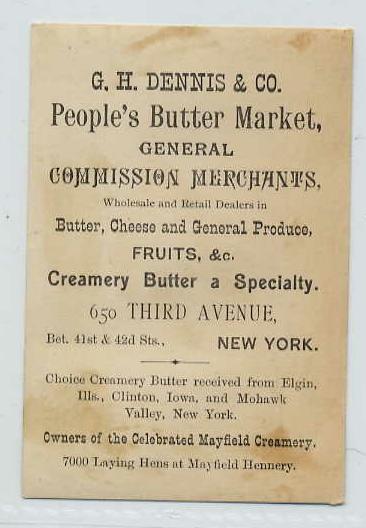 G. H. DENNIS & CO.
People's Butter Market,
GENERAL
COMMISSION MERCHANTS,
Wholesale and Retail Dealers in
Butter, Cheese and General Produce,
FRUITS, &c.
Creamery Butter a Specialty.
650 THIRD AVENUE,
Bet. 41st & 42d Sts., NEW YORK.
Choice Creamery Butter received from Elgin,
Ills., Clinton, Iowa, and Mohawk
Valley, New York.
Owners of the Celebrated Mayfield Creamery.
7000 Laying Hens at Mayfield Hennery.